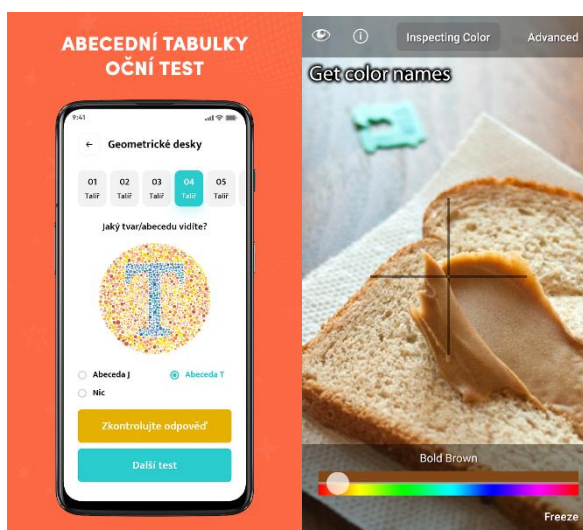 ABECEDNÍ TABULKY
OČNÍ TEST
9:41
Geometrické desky
01 02 03 04 05
Talíř Talíř Talíř Talíř Talíř
Jaký tvar/abecedu vidíte?
T
Abeceda J Abeceda T
Nic
Zkontrolujte odpověď
Další test
Inspecting Color Advanced
Get color names
Bold Brown
Freeze